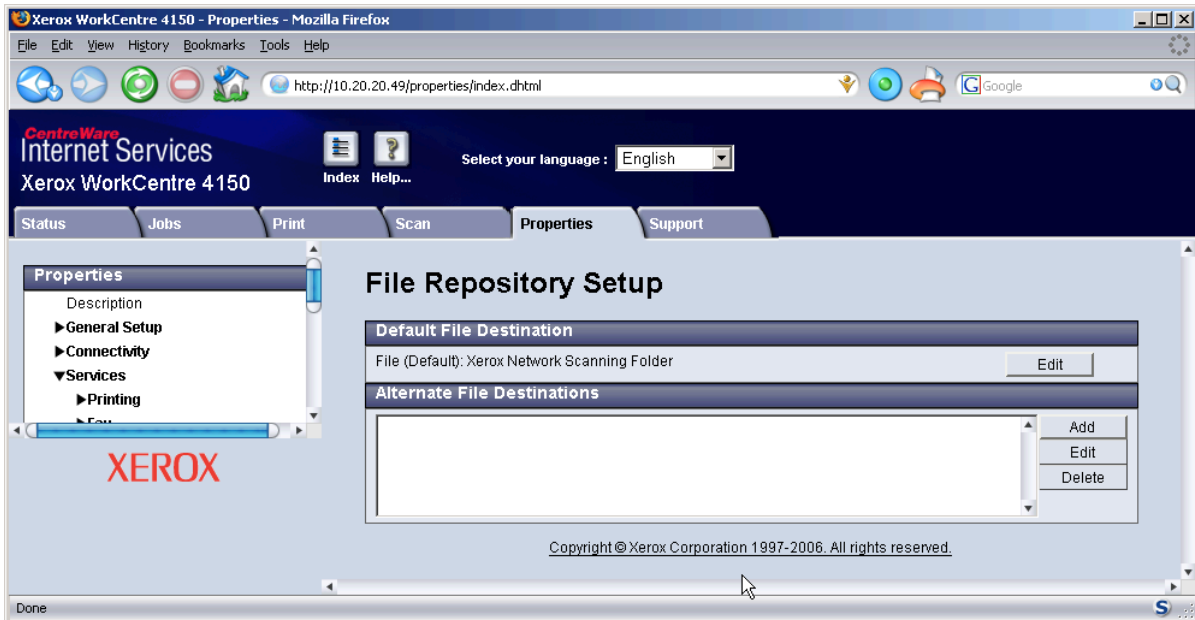 Xerox WorkCentre 4150 - Properties - Mozilla Firefox
File Edit View History Bookmarks Tools Help
http://10.20.20.49/properties/index.dhtml
G Google
CentreWare
Internet Services
Xerox WorkCentre 4150
Index Help...
Select your language : English
Status Jobs Print Scan Properties Support
Properties
Description
General Setup
Connectivity
Services
Printing
XEROX
File Repository Setup
Default File Destination
File (Default): Xerox Network Scanning Folder Edit
Alternate File Destinations
Add
Edit
Delete
Copyright © Xerox Corporation 1997-2006. All rights reserved.
Done
S